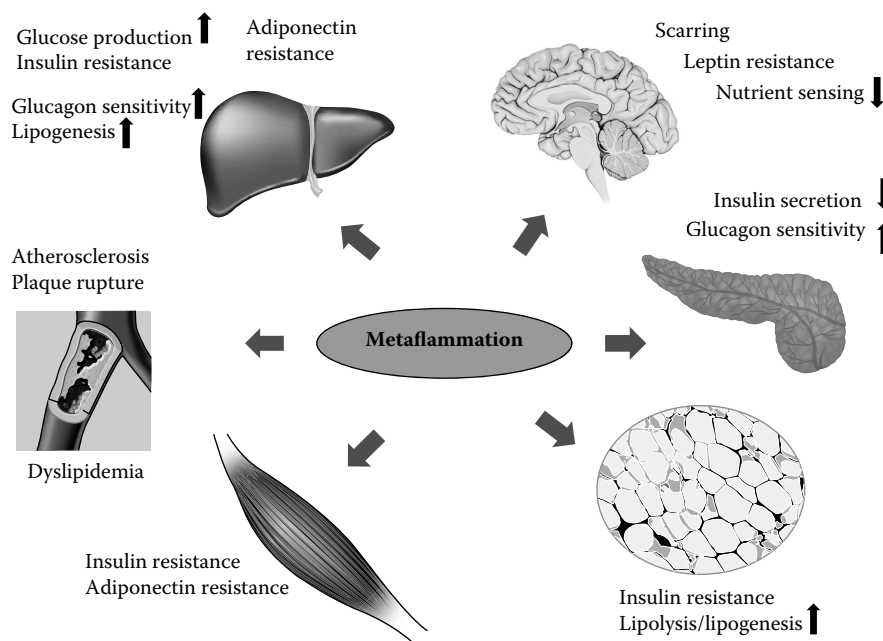 Glucose production
Insulin resistance
Adiponectin
resistance
Glucagon sensitivity
Lipogenesis
Scarring
Leptin resistance
Nutrient sensing
Insulin secretion
Glucagon sensitivity
Atherosclerosis
Plaque rupture
Metaflammation
Dyslipidemia
Insulin resistance
Adiponectin resistance
Insulin resistance
Lipolysis/lipogenesis